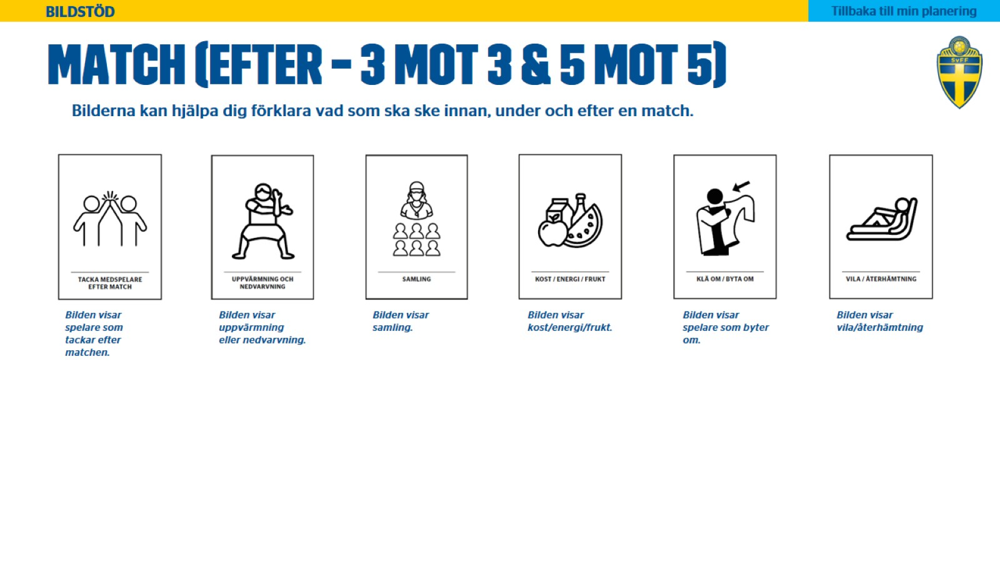 BILDSTÖD
Tillbaka till min planering
MATCH (EFTER – 3 MOT 3 & 5 MOT 5)
SvFF
Bilderna kan hjälpa dig förklara vad som ska ske innan, under och efter en match.
TACKA MEDSPELARE
EFTER MATCH
UPPVÄRMNING OCH
NEDVARVNING
SAMLING
KOST / ENERGI / FRUKT
KLÄ OM / BYTA OM
VILA / ÅTERHÄMTNING
Bilden visar
spelare som
tackar efter
matchen.
Bilden visar
uppvärmning
eller nedvarvning.
Bilden visar
samling.
Bilden visar
kost/energi/frukt.
Bilden visar
spelare som byter
om.
Bilden visar
vila/återhämtning